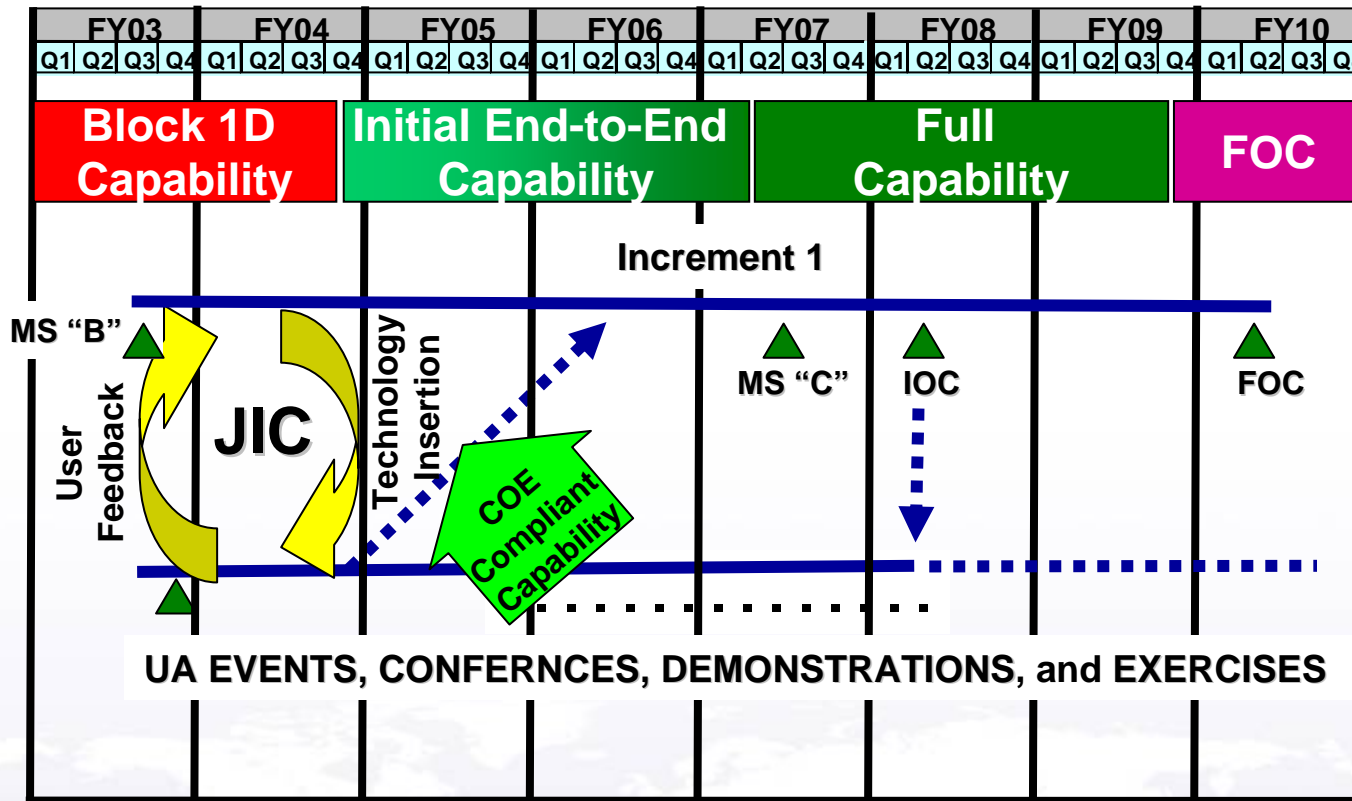 FY03 FY04 FY05 FY06 FY07 FY08 FY09 FY10
Q1 Q2 Q3 Q4 Q1 Q2 Q3 Q4 Q1 Q2 Q3 Q4 Q1 Q2 Q3 Q4 Q1 Q2 Q3 Q4 Q1 Q2 Q3 Q4 Q1 Q2 Q3 Q4 Q1 Q2 Q3 Q
Block 1D
Capability
Initial End-to-End
Capability
Full
Capability
FOC
Increment 1
MS “B”
User
Feedback
JIC
Technology
Insertion
COE
Compliant
Capability
MS “C”
IOC
FOC
UA EVENTS, CONFERNCES, DEMONSTRATIONS, and EXERCISES